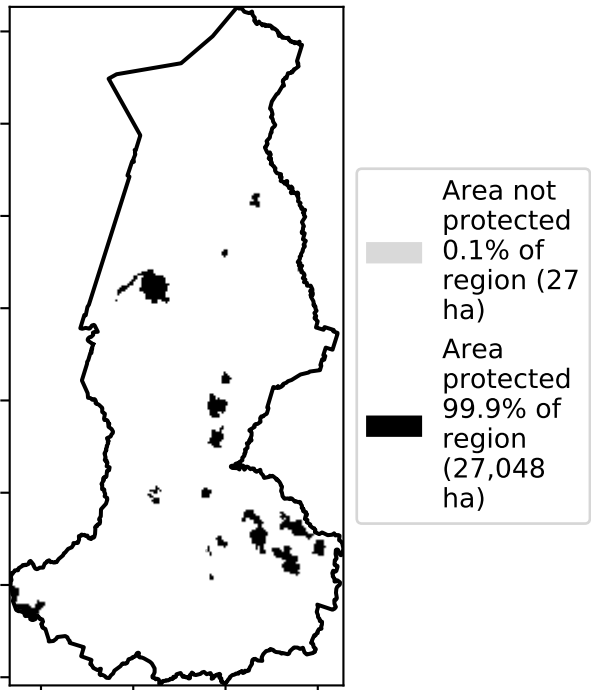 Area not
protected
0.1% of
region (27
ha)
Area
protected
99.9% of
region
(27,048
ha)